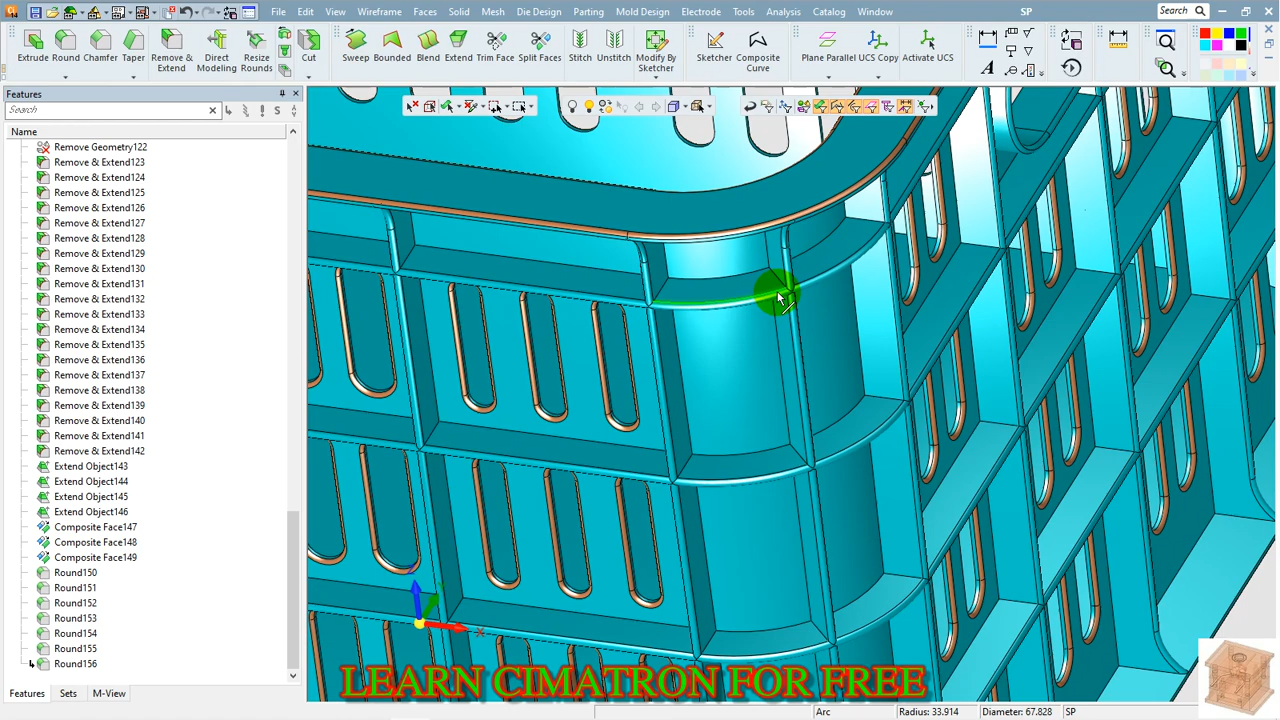 File Edit View Wireframe Faces Solid Mesh Die Design Parting Mold Design Electrode Tools Analysis Catalog Window SP Search
Extrude Round Chamfer Taper Remove & Extend Direct Modeling Resize Rounds Cut Sweep Bounded Blend Extend Trim Faces Split Faces Stitch Unstitch Modify By Sketcher Sketcher Composite Curve Plane Parallel UCS Copy Activate UCS
Features
Search
Name
Remove Geometry122
Remove & Extend123
Remove & Extend124
Remove & Extend125
Remove & Extend126
Remove & Extend127
Remove & Extend128
Remove & Extend129
Remove & Extend130
Remove & Extend131
Remove & Extend132
Remove & Extend133
Remove & Extend134
Remove & Extend135
Remove & Extend136
Remove & Extend137
Remove & Extend138
Remove & Extend139
Remove & Extend140
Remove & Extend141
Remove & Extend142
Extend Object143
Extend Object144
Extend Object145
Extend Object146
Composite Face147
Composite Face148
Composite Face149
Round150
Round151
Round152
Round153
Round154
Round155
Round156
X
LEARN CIMATRON FOR FREE
Features Sets M-View
Arc Radius: 33.914 Diameter: 67.828 SP